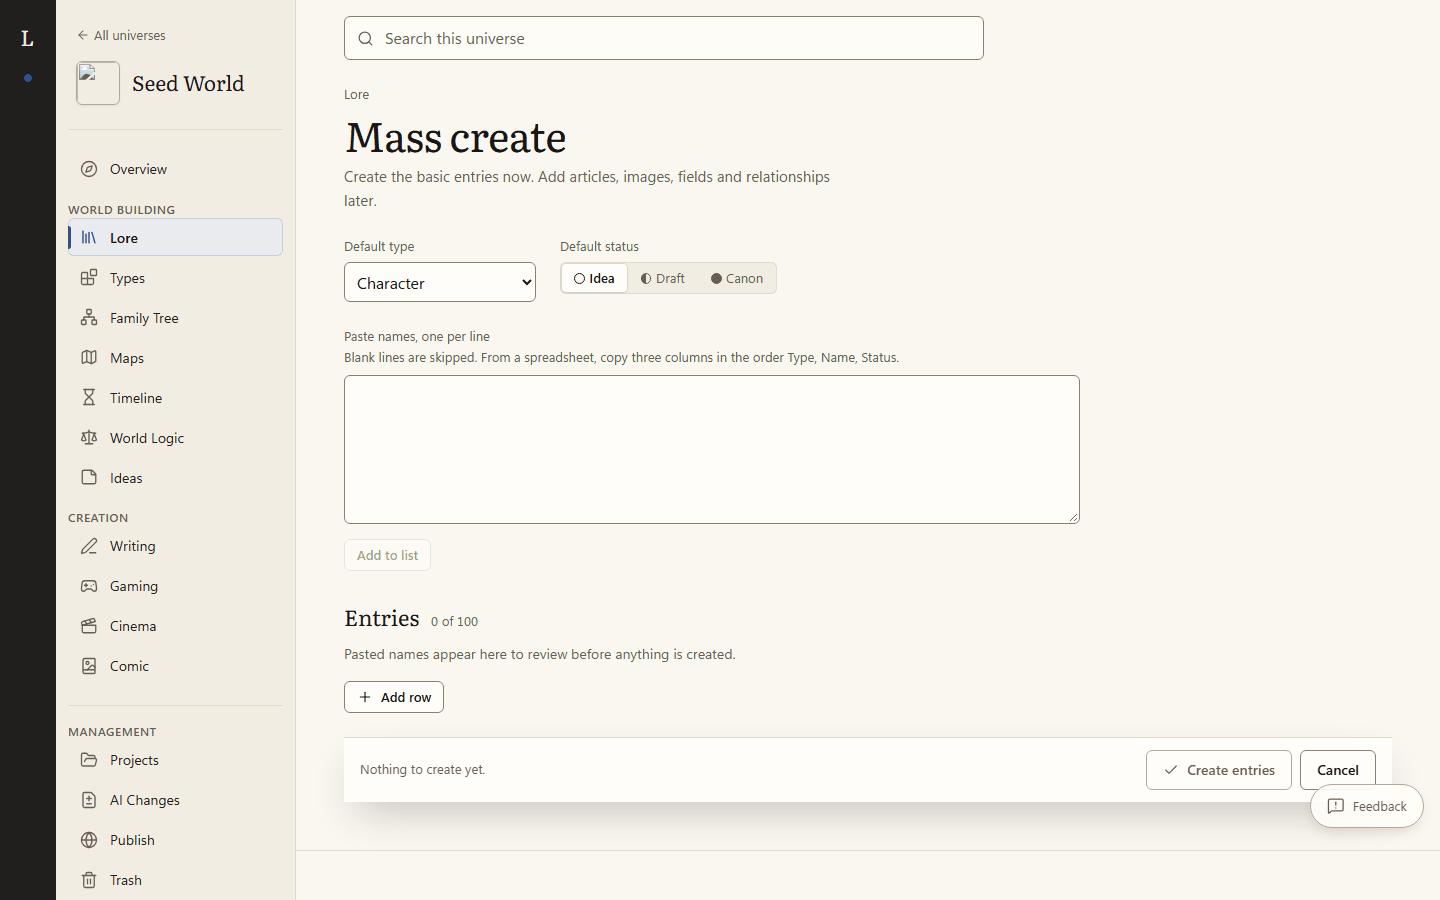 L
All universes
Seed World
Overview
WORLD BUILDING
Lore
Types
Family Tree
Maps
Timeline
World Logic
Ideas
CREATION
Writing
Gaming
Cinema
Comic
MANAGEMENT
Projects
AI Changes
Publish
Trash
Search this universe
Lore
Mass create
Create the basic entries now. Add articles, images, fields and relationships
later.
Default type
Default status
Character
Idea
Draft
Canon
Paste names, one per line
Blank lines are skipped. From a spreadsheet, copy three columns in the order Type, Name, Status.
Add to list
Entries 0 of 100
Pasted names appear here to review before anything is created.
Add row
Nothing to create yet.
Create entries
Cancel
Feedback